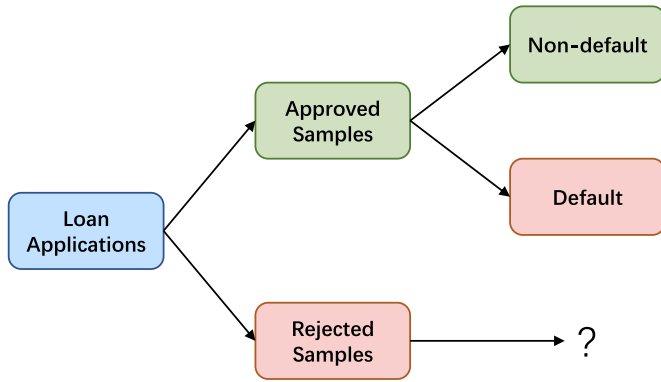 Non-default
Approved
Samples
Default
Loan
Applications
Rejected
Samples
?